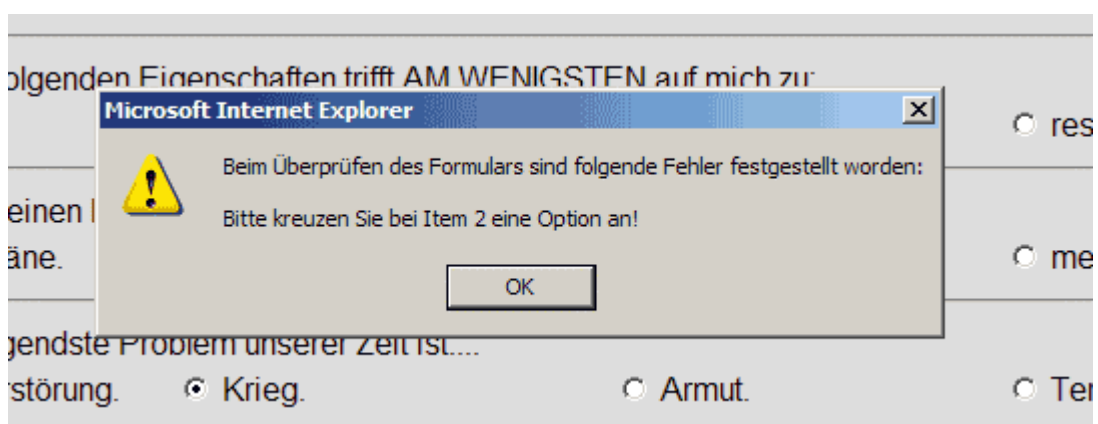 olgenden Eigenschaften trifft AM WENIGSTEN auf mich zu:
Microsoft Internet Explorer
res
Beim Überprüfen des Formulars sind folgende Fehler festgestellt worden:
Bitte kreuzen Sie bei Item 2 eine Option an!
einen
äne.
me
OK
gendste Problem unserer Zeit ist....
rstörung. Krieg. Armut. Ter